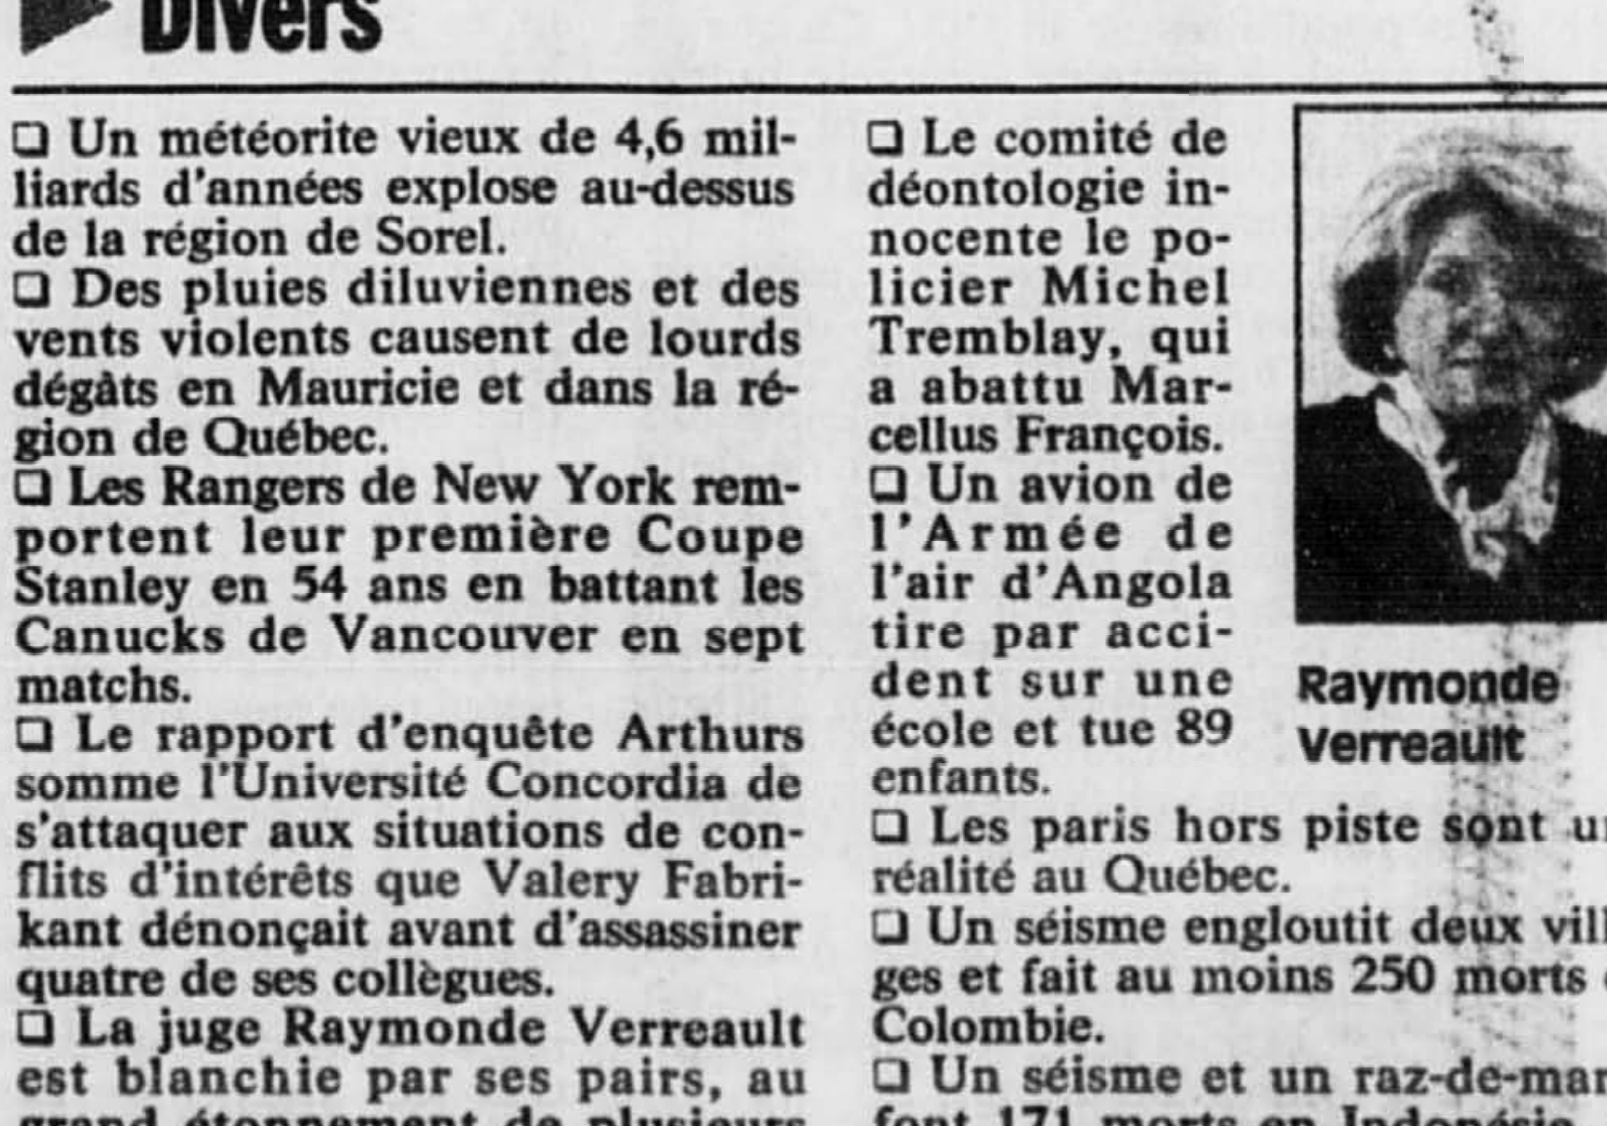 Divers
❑ Un météorite vieux de 4,6 mil-
liards d'années explose au-dessus
de la région de Sorel.
❑ Des pluies diluviennes et des
vents violents causent de lourds
dégâts en Mauricie et dans la ré-
gion de Québec.
❑ Les Rangers de New York rem-
portent leur première Coupe
Stanley en 54 ans en battant les
Canucks de Vancouver en sept
matchs.
❑ Le rapport d'enquête Arthurs
somme l'Université Concordia de
s'attaquer aux situations de con-
flits d'intérêts que Valery Fabri-
kant dénonçait avant d'assassiner
quatre de ses collègues.
❑ La juge Raymonde Verreault
est blanchie par ses pairs, au
grand étonnement de plusieurs
❑ Le comité de
déontologie in-
nocente le po-
licier Michel
Tremblay, qui
a abattu Mar-
cellus François.
❑ Un avion de
l'Armée de
l'air d'Angola
tire par acci-
dent sur une
école et tue 89
enfants.
Raymonde
Verreault
❑ Les paris hors piste sont
réalité au Québec.
❑ Un séisme engloutit deux
ges et fait au moins 250 morts
Colombie.
❑ Un séisme et un
font 171 morts en Indonésie